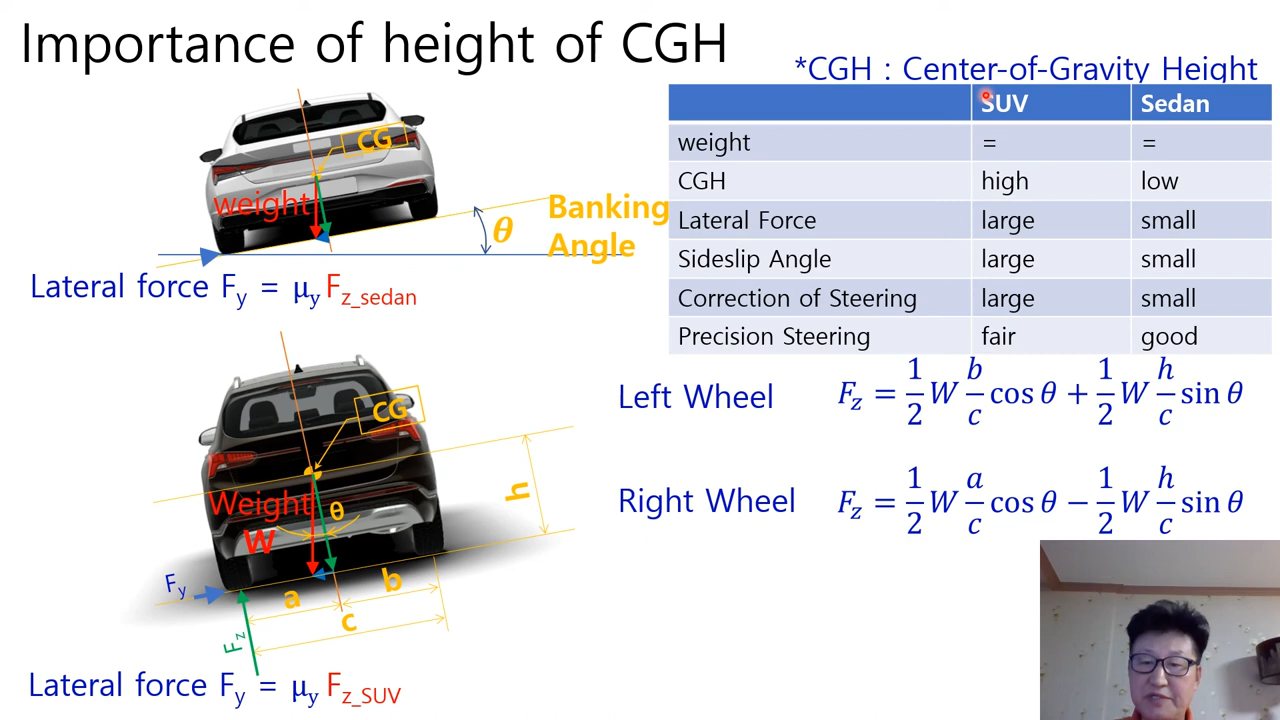 Importance of height of CGH
*CGH : Center-of-Gravity Height
SUV Sedan
weight = =
CGH high low
Lateral Force large small
Sideslip Angle large small
Correction of Steering large small
Precision Steering fair good
CG
weight
θ
Banking
Angle
Lateral force Fy = μy Fz_sedan
CG
Weight
W
θ
h
Fy
a
b
c
Fz
Lateral force Fy = μy Fz_SUV
Left Wheel Fz = 1/2 W b/c cos θ + 1/2 W h/c sin θ
Right Wheel Fz = 1/2 W a/c cos θ − 1/2 W h/c sin θ